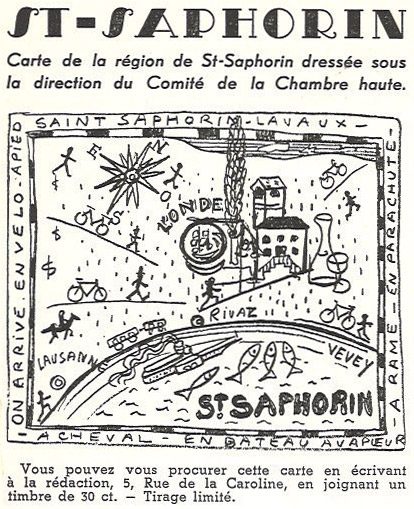 ST-SAPHORIN
Carte de la région de St-Saphorin dressée sous
la direction du Comité de la Chambre haute.
SAINT SAPHORIN-LAVAUX-
ON ARRIVE. EN VELO. A PIED
EN PARACHUTE-
A RAME-
N
E
S
O
L'ONDE
RIVAZ
LAUSANN
VEVEY
ST SAPHORIN
A CHEVAL - EN BATEAU A VAPEUR
Vous pouvez vous procurer cette carte en écrivant
à la rédaction, 5, Rue de la Caroline, en joignant un
timbre de 30 ct. — Tirage limité.